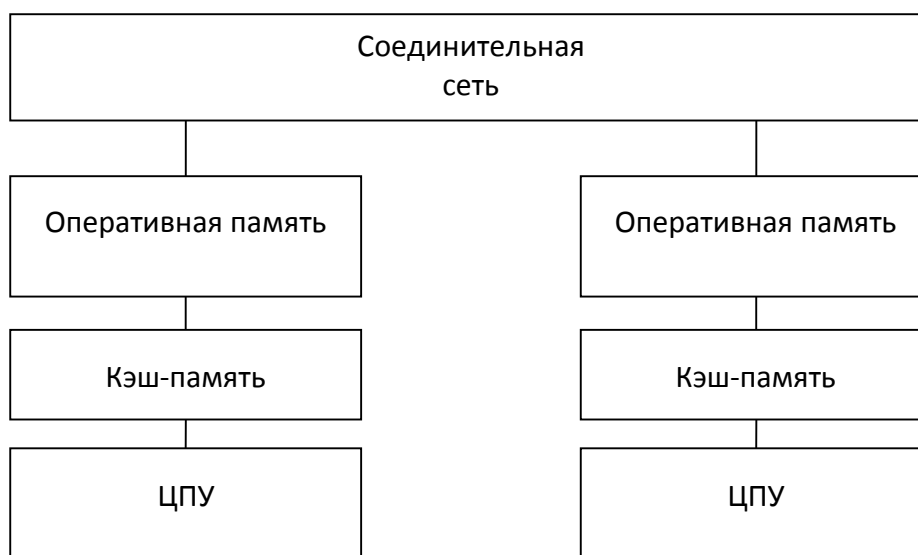 Соединительная
сеть
Оперативная память
Оперативная память
Кэш-память
Кэш-память
ЦПУ
ЦПУ